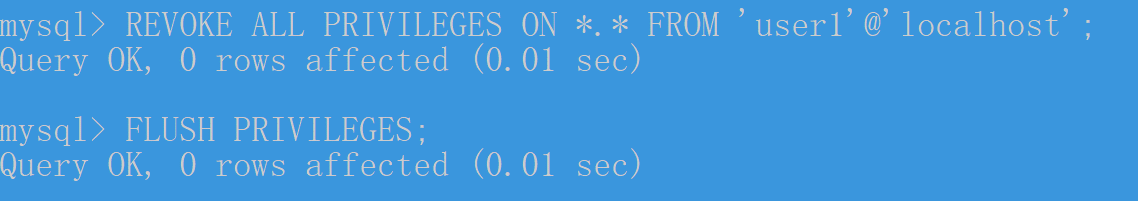 mysql> REVOKE ALL PRIVILEGES ON *.* FROM 'user1'@'localhost';
Query OK, 0 rows affected (0.01 sec)
mysql> FLUSH PRIVILEGES;
Query OK, 0 rows affected (0.01 sec)